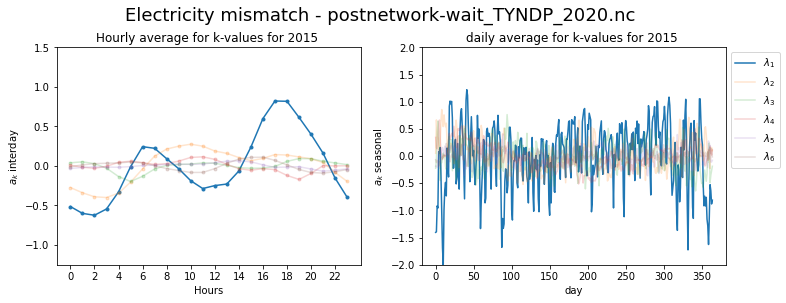 Electricity mismatch - postnetwork-wait_TYNDP_2020.nc
Hourly average for k-values for 2015
1.5
1.0
0.5
0.0
−0.5
−1.0
a_k interday
0 2 4 6 8 10 12 14 16 18 20 22
Hours
daily average for k-values for 2015
2.0
1.5
1.0
0.5
0.0
−0.5
−1.0
−1.5
−2.0
a_k seasonal
0 50 100 150 200 250 300 350
day
λ₁
λ₂
λ₃
λ₄
λ₅
λ₆